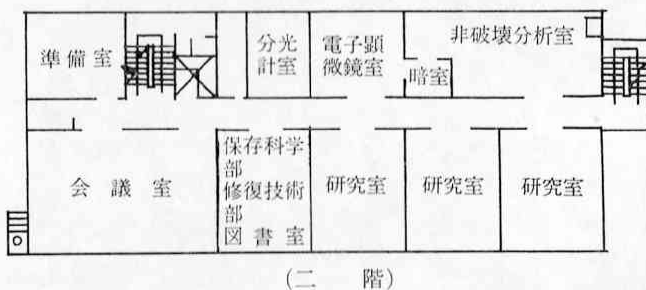 準備室
分光
計室
電子顕
微鏡室
暗室
非破壊分析室
会議室
保存科学
部
修復技術
部
図書室
研究室
研究室
研究室
(二階)